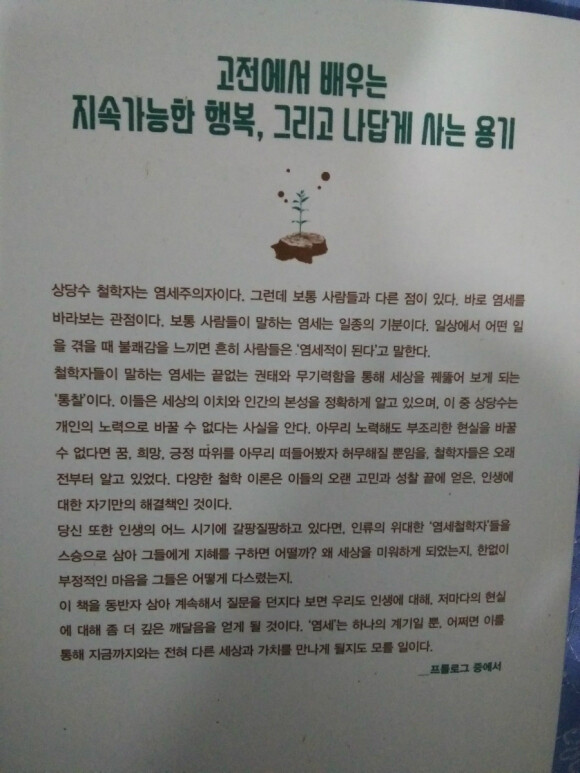 고전에서 배우는
지속가능한 행복, 그리고 나답게 사는 용기
상당수 철학자는 염세주의자이다. 그런데 보통 사람들과 다른 점이 있다. 바로 염세를
바라보는 관점이다. 보통 사람들이 말하는 염세는 일종의 기분이다. 일상에서 어떤 일
을 겪을 때 불쾌감을 느끼면 흔히 사람들은 '염세적이 된다'고 말한다.
철학자들이 말하는 염세는 끝없는 권태와 무기력함을 통해 세상을 꿰뚫어 보게 되는
'통찰'이다. 이들은 세상의 이치와 인간의 본성을 정확하게 알고 있으며, 이 중 상당수는
개인의 노력으로 바꿀 수 없다는 사실을 안다. 아무리 노력해도 부조리한 현실을 바꿀
수 없다면 꿈, 희망, 긍정 따위를 아무리 떠들어봤자 허무해질 뿐임을, 철학자들은 오래
전부터 알고 있었다. 다양한 철학 이론은 이들의 오랜 고민과 성찰 끝에 얻은, 인생에
대한 자기만의 해결책인 것이다.
당신 또한 인생의 어느 시기에 갈팡질팡하고 있다면, 인류의 위대한 '염세철학자'들을
스승으로 삼아 그들에게 지혜를 구하면 어떨까? 왜 세상을 미워하게 되었는지, 한없이
부정적인 마음을 그들은 어떻게 다스렸는지.
이 책을 동반자 삼아 계속해서 질문을 던지다 보면 우리도 인생에 대해, 저마다의 현실
에 대해 좀 더 깊은 깨달음을 얻게 될 것이다. '염세'는 하나의 계기일 뿐, 어쩌면 이를
통해 지금까지와는 전혀 다른 세상과 가치를 만나게 될지도 모를 일이다.
__프롤로그 중에서